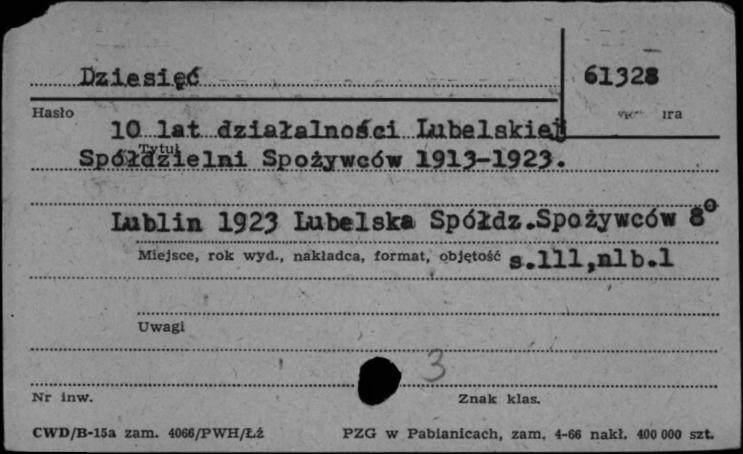 Dziesięć
61328
Hasło
10 lat działalności Lubelskiej
Tytuł
Spółdzielni Spożywców 1913-1923.
Lublin 1923 Lubelska Spółdz.Spożywców 8°
Miejsce, rok wyd., nakładca, format, objętość s.111,nlb.1
Uwagi
3
Nr inw.
Znak klas.
CWD/B-15a zam. 4066/PWH/Łź
PZG w Pabianicach, zam. 4-66 nakł. 400 000 szt.